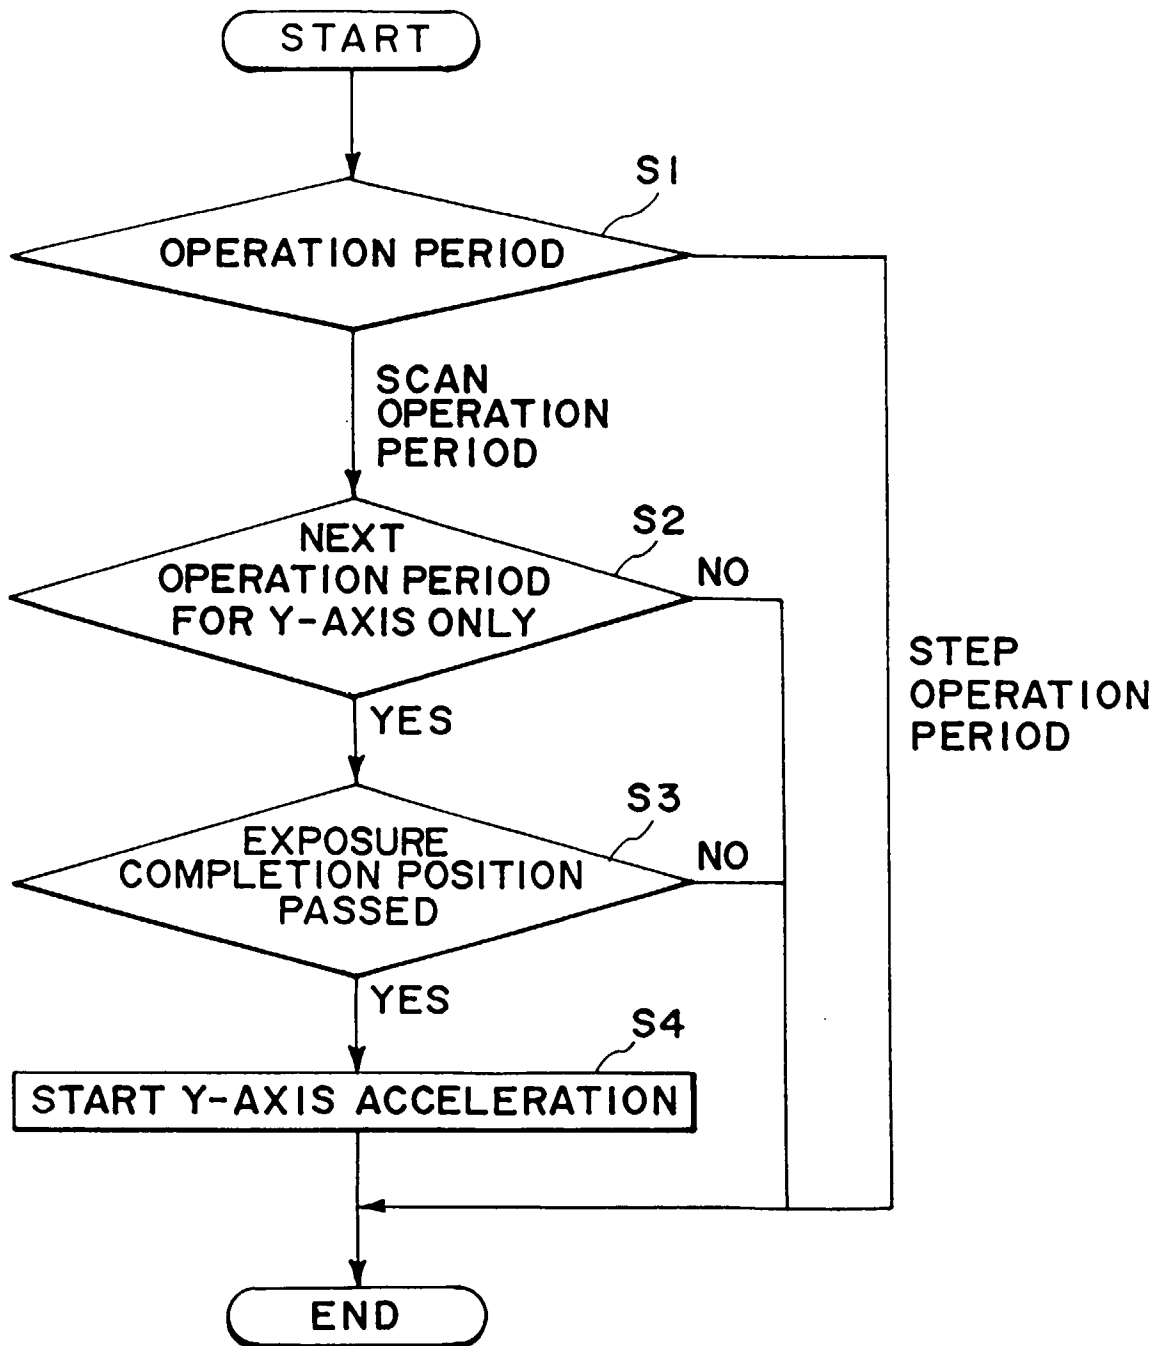 START
S1
OPERATION PERIOD
SCAN
OPERATION
PERIOD
S2
NEXT
OPERATION PERIOD
FOR Y-AXIS ONLY
NO
STEP
OPERATION
PERIOD
YES
S3
EXPOSURE
COMPLETION POSITION
PASSED
NO
YES
S4
START Y-AXIS ACCELERATION
END